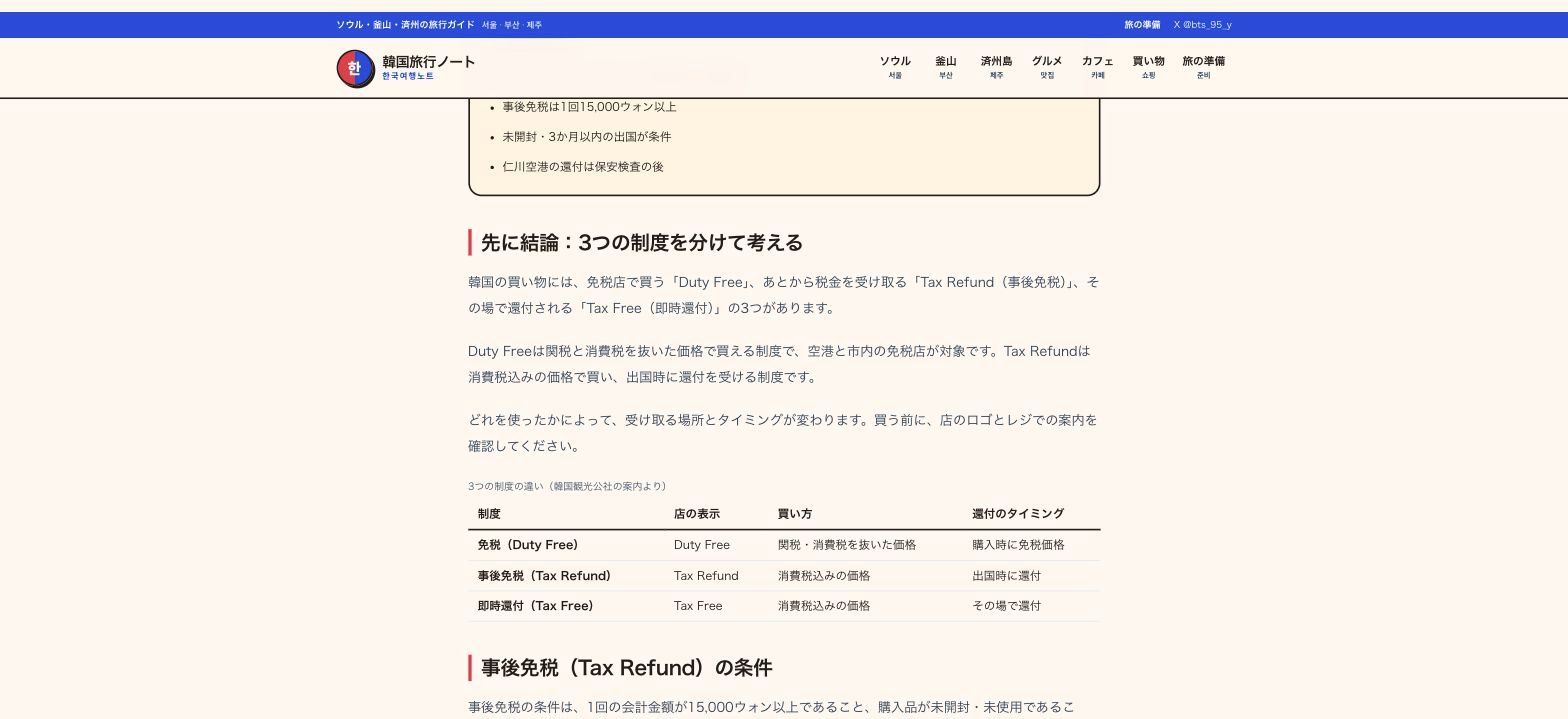 ソウル・釜山・済州の旅行ガイド 서울·부산·제주
旅の準備 X @bts_95_y
한
韓国旅行ノート
한국여행노트
ソウル 釜山 済州島 グルメ カフェ 買い物 旅の準備
서울 부산 제주 맛집 카페 쇼핑 준비
• 事後免税は1回15,000ウォン以上
• 未開封・3か月以内の出国が条件
• 仁川空港の還付は保安検査の後
先に結論：3つの制度を分けて考える
韓国の買い物には、免税店で買う「Duty Free」、あとから税金を受け取る「Tax Refund（事後免税）」、そ
の場で還付される「Tax Free（即時還付）」の3つがあります。
Duty Freeは関税と消費税を抜いた価格で買える制度で、空港と市内の免税店が対象です。Tax Refundは
消費税込みの価格で買い、出国時に還付を受ける制度です。
どれを使ったかによって、受け取る場所とタイミングが変わります。買う前に、店のロゴとレジでの案内を
確認してください。
3つの制度の違い（韓国観光公社の案内より）
制度 店の表示 買い方 還付のタイミング
免税（Duty Free） Duty Free 関税・消費税を抜いた価格 購入時に免税価格
事後免税（Tax Refund） Tax Refund 消費税込みの価格 出国時に還付
即時還付（Tax Free） Tax Free 消費税込みの価格 その場で還付
事後免税（Tax Refund）の条件
事後免税の条件は、1回の会計金額が15,000ウォン以上であること、購入品が未開封・未使用であるこ